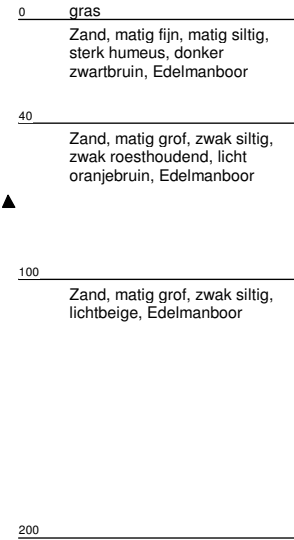 0 gras
Zand, matig fijn, matig siltig,
sterk humeus, donker
zwartbruin, Edelmanboor
40
Zand, matig grof, zwak siltig,
zwak roesthoudend, licht
oranjebruin, Edelmanboor
100
Zand, matig grof, zwak siltig,
lichtbeige, Edelmanboor
200